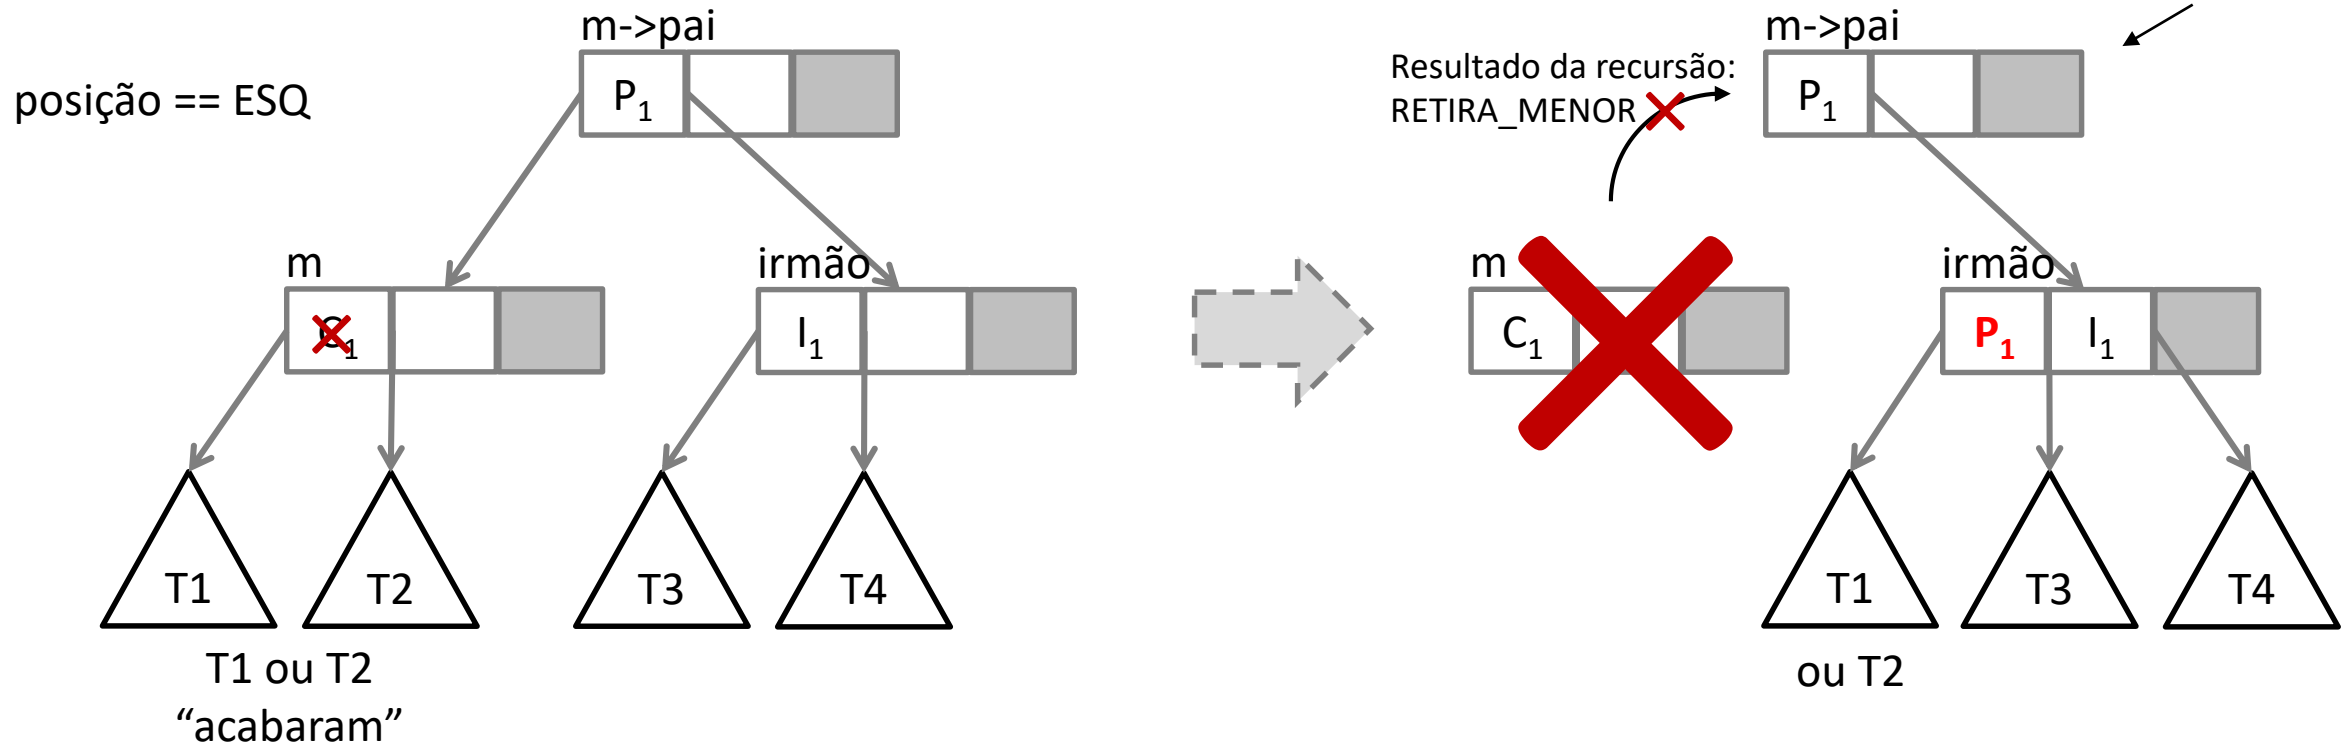 m->pai
posição == ESQ
P₁
m
C₁
irmão
I₁
T1
T2
T3
T4
T1 ou T2
“acabaram”
Resultado da recursão:
RETIRA_MENOR
m->pai
P₁
m
C₁
irmão
P₁
I₁
T1
T3
T4
ou T2